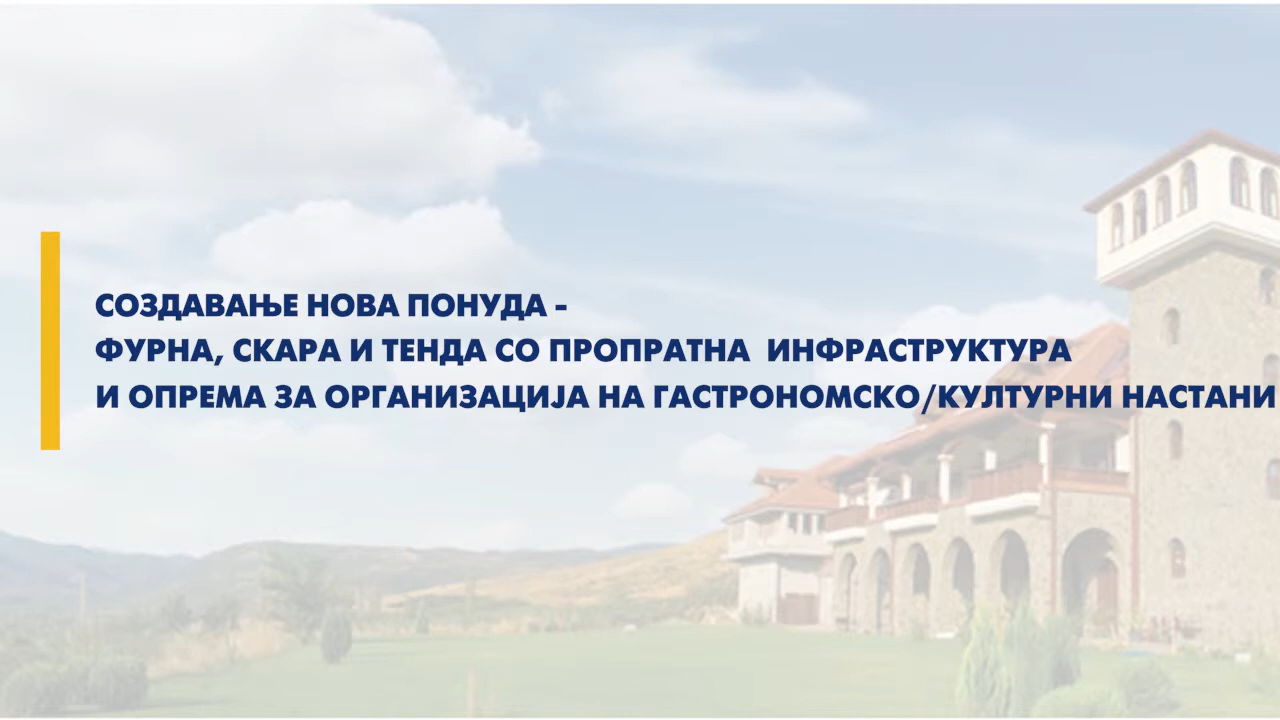 СОЗДАВАЊЕ НОВА ПОНУДА -
ФУРНА, СКАРА И ТЕНДА СО ПРОПРАТНА ИНФРАСТРУКТУРА
И ОПРЕМА ЗА ОРГАНИЗАЦИЈА НА ГАСТРОНОМСКО/КУЛТУРНИ НАСТАНИ